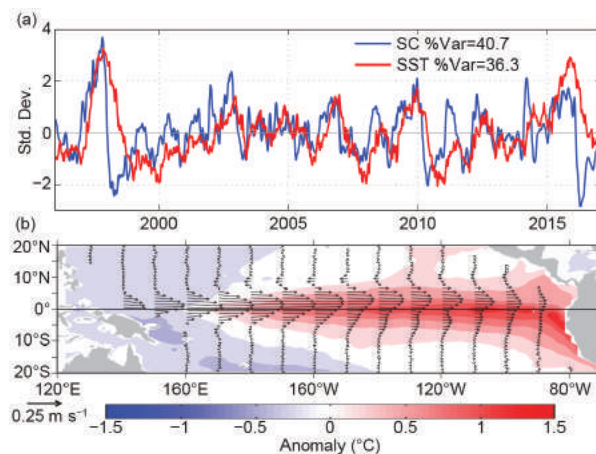 (a)
4
2
0
−2
Std. Dev.
SC %Var=40.7
SST %Var=36.3
2000 2005 2010 2015
(b)
20°N
10°N
0°
10°S
20°S
120°E 160°E 160°W 120°W 80°W
0.25 m s⁻¹
−1.5 −1 −0.5 0 0.5 1 1.5
Anomaly (°C)